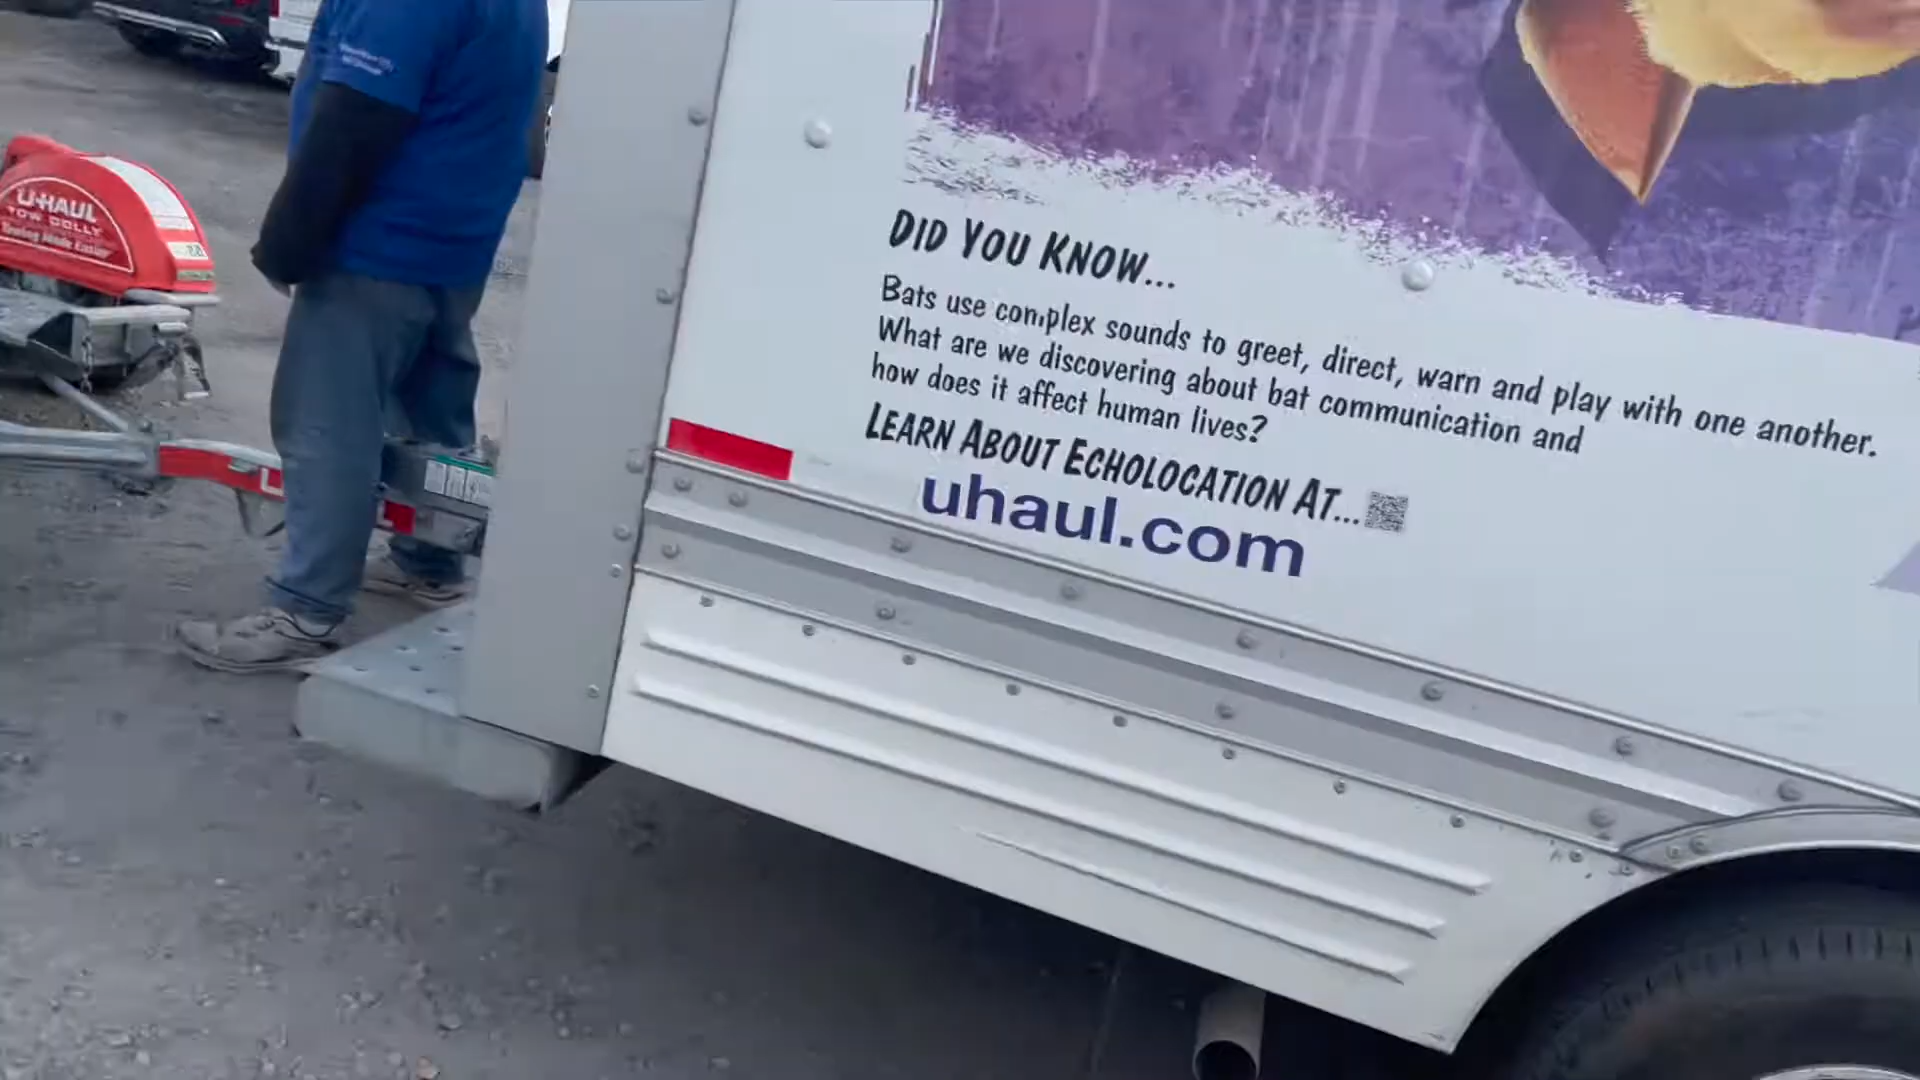 U-HAUL
TOW DOLLY
Towing Made Easier
DID YOU KNOW...
Bats use complex sounds to greet, direct, warn and play with one another.
What are we discovering about bat communication and
how does it affect human lives?
LEARN ABOUT ECHOLOCATION AT...
uhaul.com